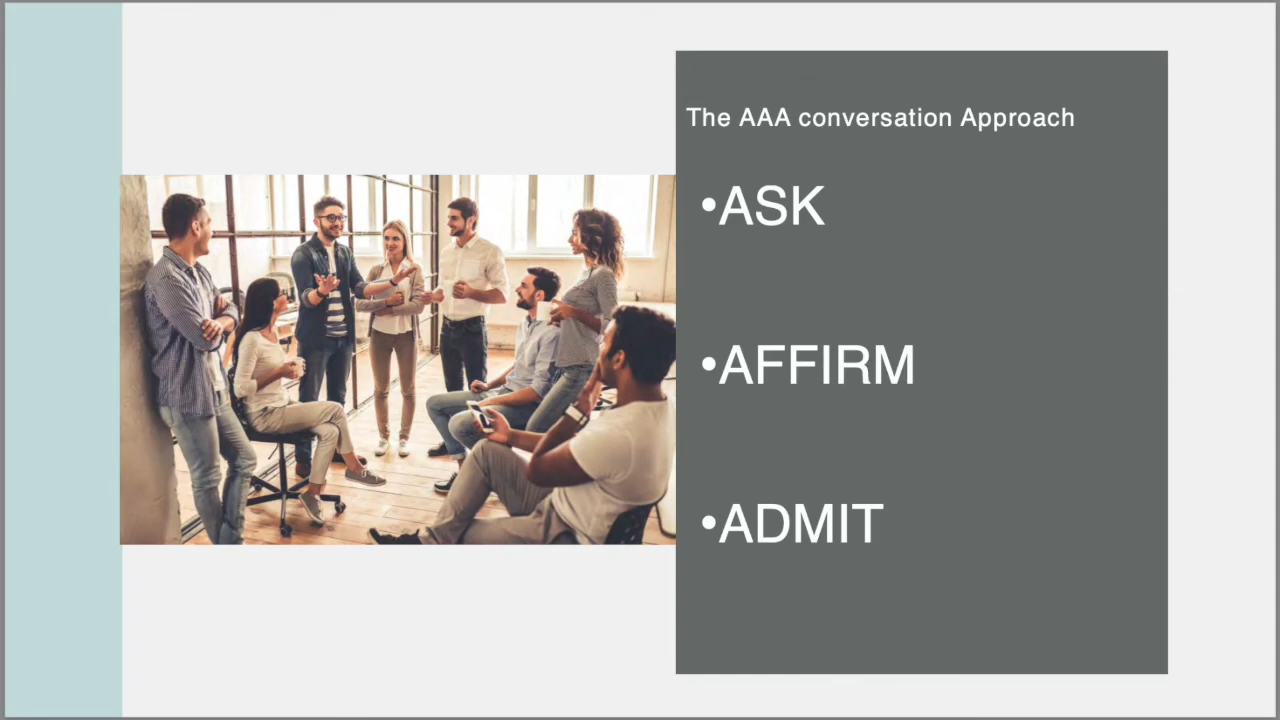 The AAA conversation Approach
•ASK
•AFFIRM
•ADMIT